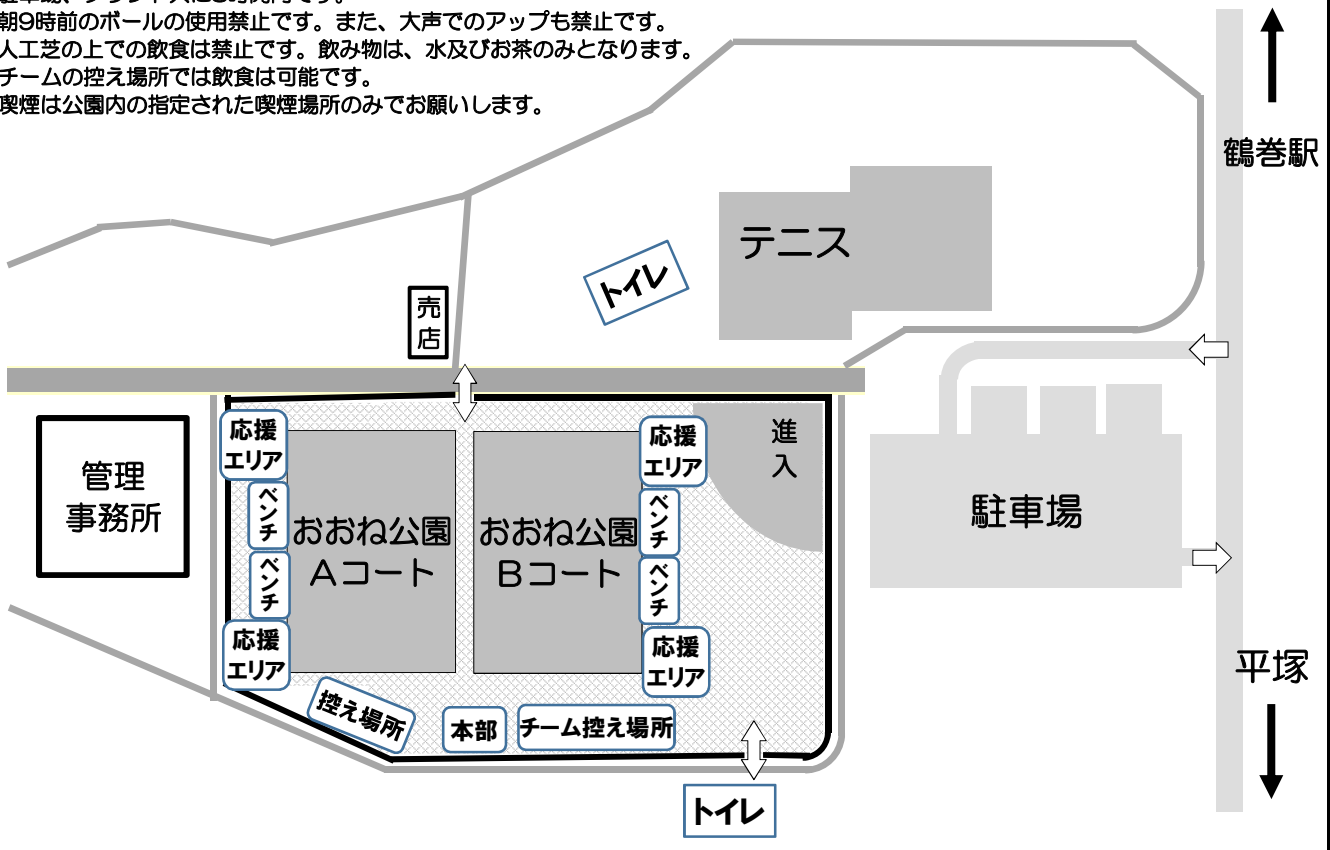 朝9時前のボールの使用禁止です。また、大声でのアップも禁止です。
人工芝の上での飲食は禁止です。飲み物は、水及びお茶のみとなります。
チームの控え場所では飲食は可能です。
喫煙は公園内の指定された喫煙場所のみでお願いします。
鶴巻駅
テニス
トイレ
売
店
応援
エリア
応援
エリア
進
入
管理
事務所
ベンチ
ベンチ
おおね公園
Aコート
おおね公園
Bコート
駐車場
ベンチ
ベンチ
応援
エリア
応援
エリア
平塚
控え場所
本部
チーム控え場所
トイレ